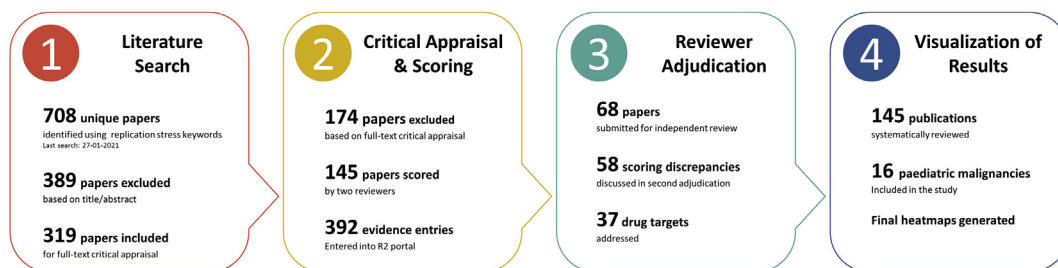 1
Literature
Search
708 unique papers
identified using replication stress keywords
Last search: 27-01-2021
389 papers excluded
based on title/abstract
319 papers included
for full-text critical appraisal
2
Critical Appraisal
& Scoring
174 papers excluded
based on full-text critical appraisal
145 papers scored
by two reviewers
392 evidence entries
Entered into R2 portal
3
Reviewer
Adjudication
68 papers
submitted for independent review
58 scoring discrepancies
discussed in second adjudication
37 drug targets
addressed
4
Visualization of
Results
145 publications
systematically reviewed
16 paediatric malignancies
Included in the study
Final heatmaps generated